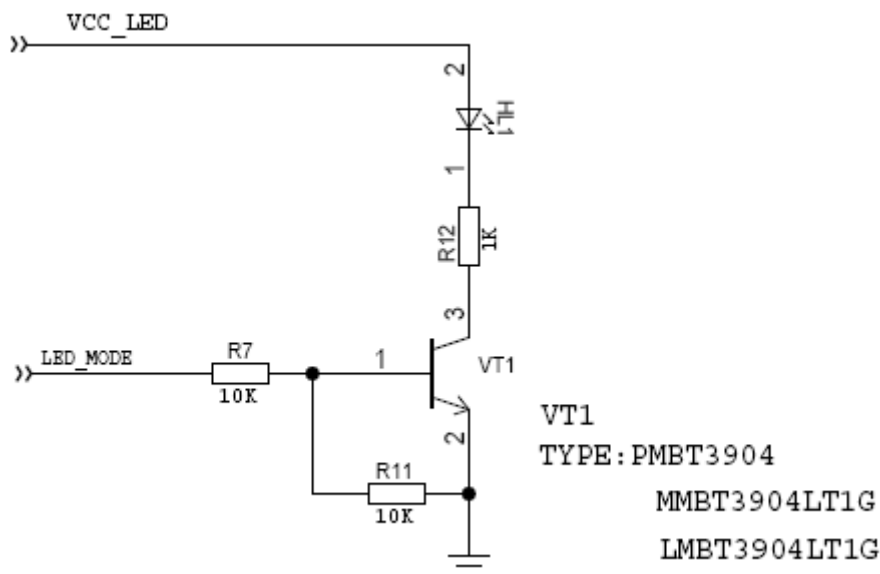 VCC_LED
2
HL1
1
R12
1K
3
LED_MODE
R7
10K
1
VT1
2
R11
10K
VT1
TYPE:PMBT3904
MMBT3904LT1G
LMBT3904LT1G